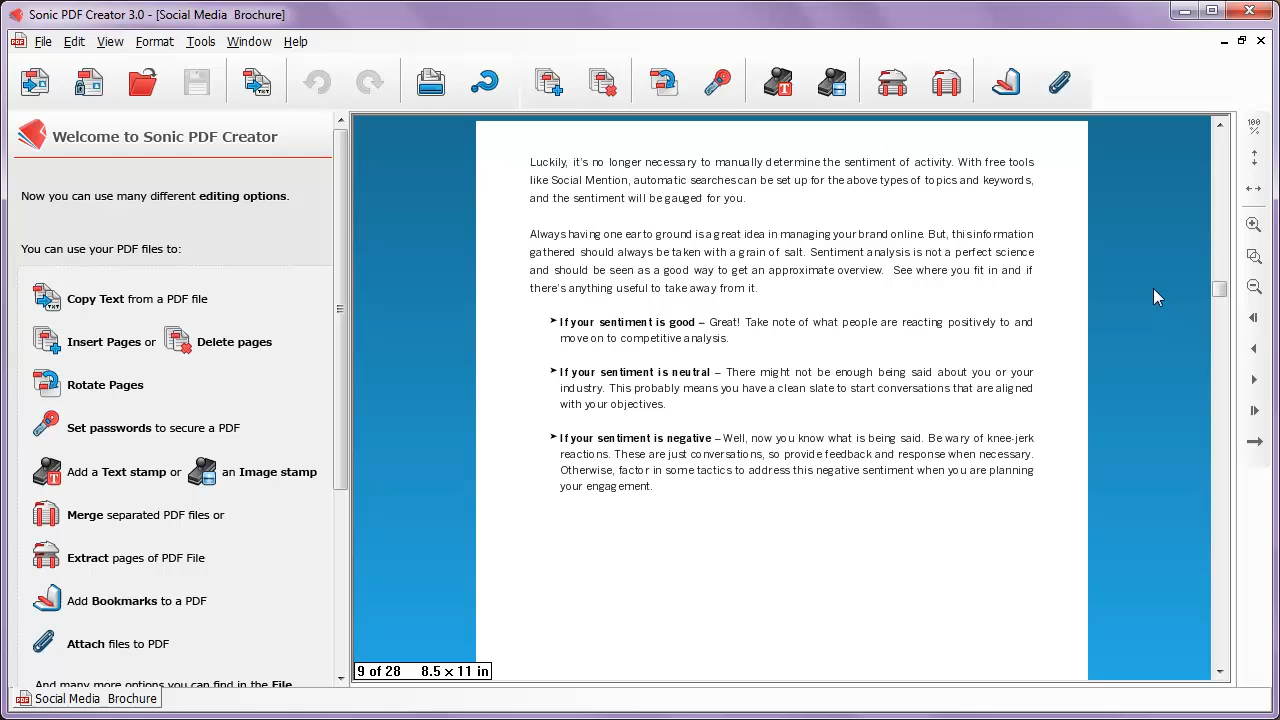 Sonic PDF Creator 3.0 - [Social Media Brochure]
File Edit View Format Tools Window Help
Welcome to Sonic PDF Creator
Now you can use many different editing options.
You can use your PDF files to:
Copy Text from a PDF file
Insert Pages or Delete pages
Rotate Pages
Set passwords to secure a PDF
Add a Text stamp or an Image stamp
Merge separated PDF files or
Extract pages of PDF File
Add Bookmarks to a PDF
Attach files to PDF
And many more options you can find in the File
Luckily, it's no longer necessary to manually determine the sentiment of activity. With free tools
like Social Mention, automatic searches can be set up for the above types of topics and keywords,
and the sentiment will be gauged for you.
Always having one ear to ground is a great idea in managing your brand online. But, this information
gathered should always be taken with a grain of salt. Sentiment analysis is not a perfect science
and should be seen as a good way to get an approximate overview. See where you fit in and if
there's anything useful to take away from it.
➤ If your sentiment is good – Great! Take note of what people are reacting positively to and
move on to competitive analysis.
➤ If your sentiment is neutral – There might not be enough being said about you or your
industry. This probably means you have a clean slate to start conversations that are aligned
with your objectives.
➤ If your sentiment is negative – Well, now you know what is being said. Be wary of knee-jerk
reactions. These are just conversations, so provide feedback and response when necessary.
Otherwise, factor in some tactics to address this negative sentiment when you are planning
your engagement.
9 of 28 8.5 x 11 in
100
%
Social Media Brochure